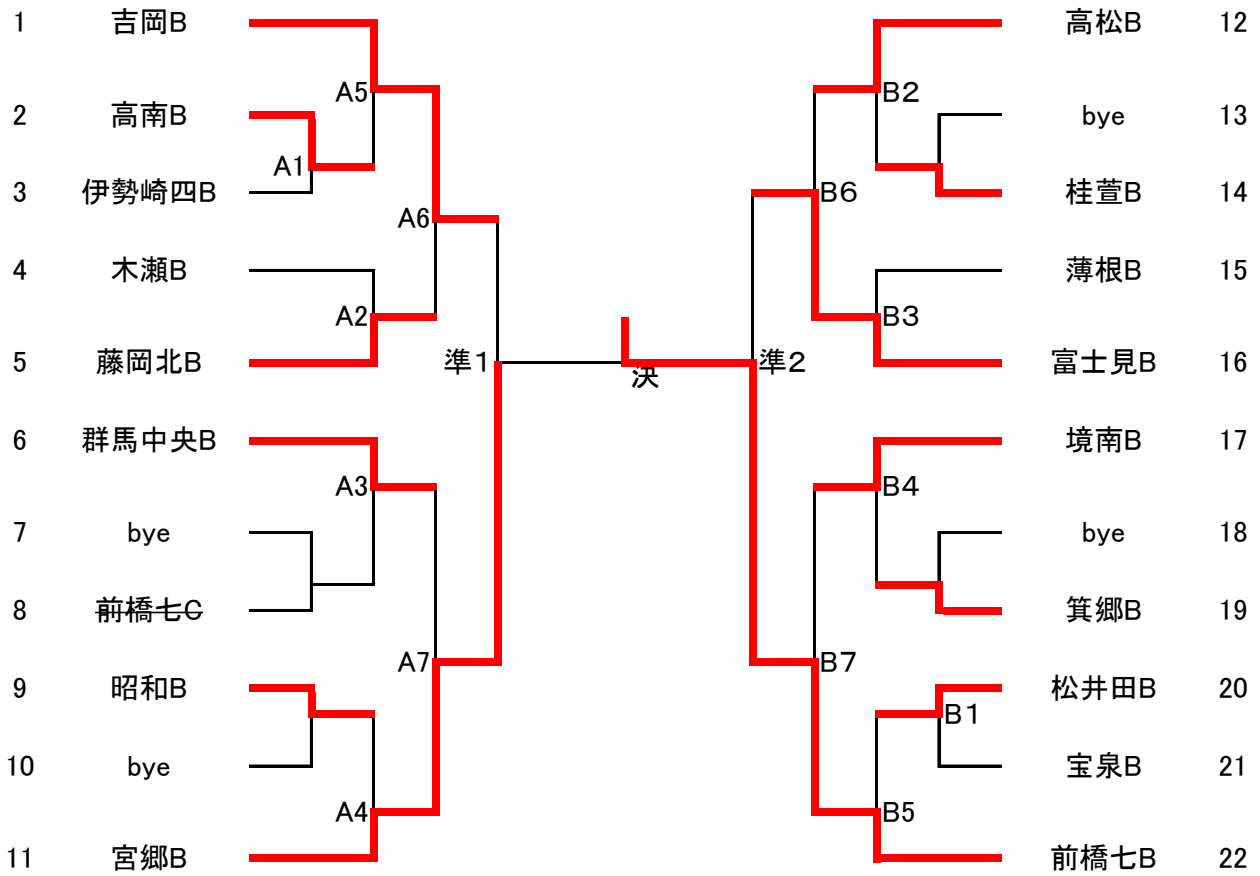 1 吉岡B 高松B 12
A5 B2
2 高南B bye 13
A1
3 伊勢崎四B 桂萱B 14
A6 B6
4 木瀬B 薄根B 15
A2 B3
5 藤岡北B 準1 決 準2 富士見B 16
6 群馬中央B 境南B 17
A3 B4
7 bye bye 18
8 前橋七C 箕郷B 19
A7 B7
9 昭和B 松井田B 20
B1
10 bye 宝泉B 21
A4 B5
11 宮郷B 前橋七B 22